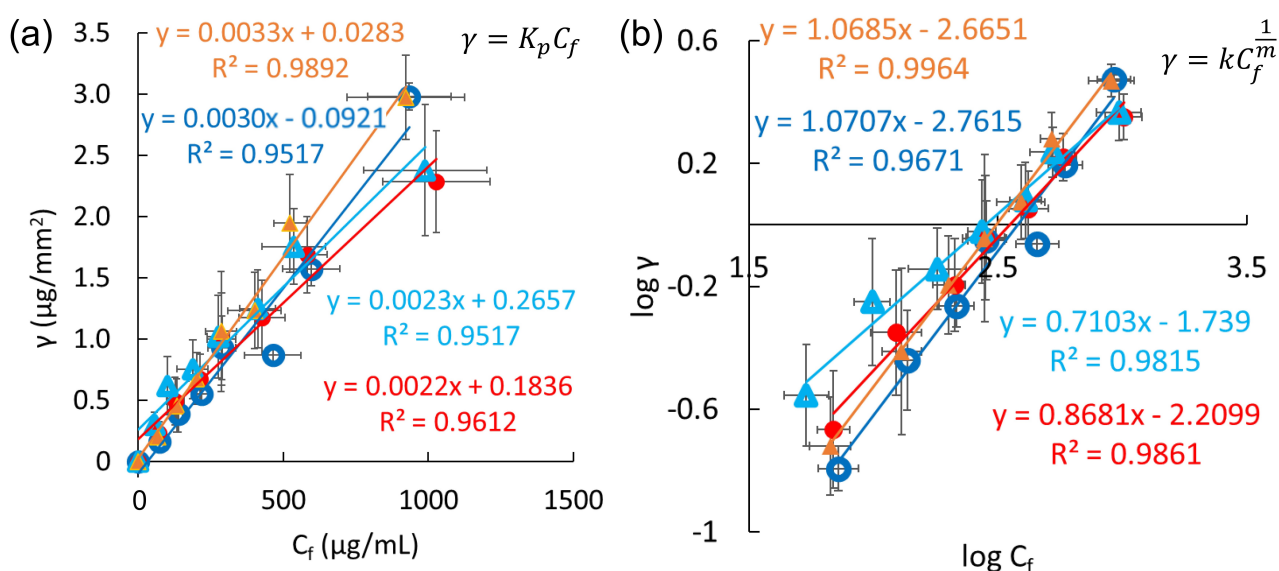 (a)
γ = KₚC_f
y = 0.0033x + 0.0283
R² = 0.9892
y = 0.0030x - 0.0921
R² = 0.9517
y = 0.0023x + 0.2657
R² = 0.9517
y = 0.0022x + 0.1836
R² = 0.9612
γ (μg/mm²)
3.5
3.0
2.5
2.0
1.5
1.0
0.5
0
0 500 1000 1500
C_f (μg/mL)
(b)
γ = kC_f^{1/m}
y = 1.0685x - 2.6651
R² = 0.9964
y = 1.0707x - 2.7615
R² = 0.9671
y = 0.7103x - 1.739
R² = 0.9815
y = 0.8681x - 2.2099
R² = 0.9861
log γ
0.6
0.2
-0.2
-0.6
-1
1.5 2.5 3.5
log C_f